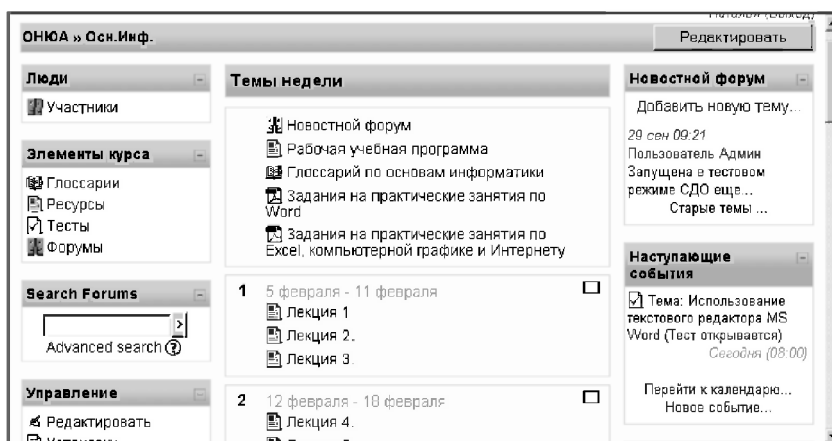 Наталья (Выход)
ОНЮА » Осн.Инф.
Редактировать
Люди
Участники
Элементы курса
Глоссарии
Ресурсы
Тесты
Форумы
Search Forums
Advanced search
Управление
Редактировать
Темы недели
Новостной форум
Рабочая учебная программа
Глоссарий по основам информатики
Задания на практические занятия по
Word
Задания на практические занятия по
Excel, компьютерной графике и Интернету
1 5 февраля - 11 февраля
Лекция 1
Лекция 2.
Лекция 3.
2 12 февраля - 18 февраля
Лекция 4.
Новостной форум
Добавить новую тему...
29 сен 09:21
Пользователь Админ
Запущена в тестовом
режиме СДО еще...
Старые темы ...
Наступающие
события
Тема: Использование
текстового редактора MS
Word (Тест открывается)
Сегодня (08:00)
Перейти к календарю...
Новое событие...